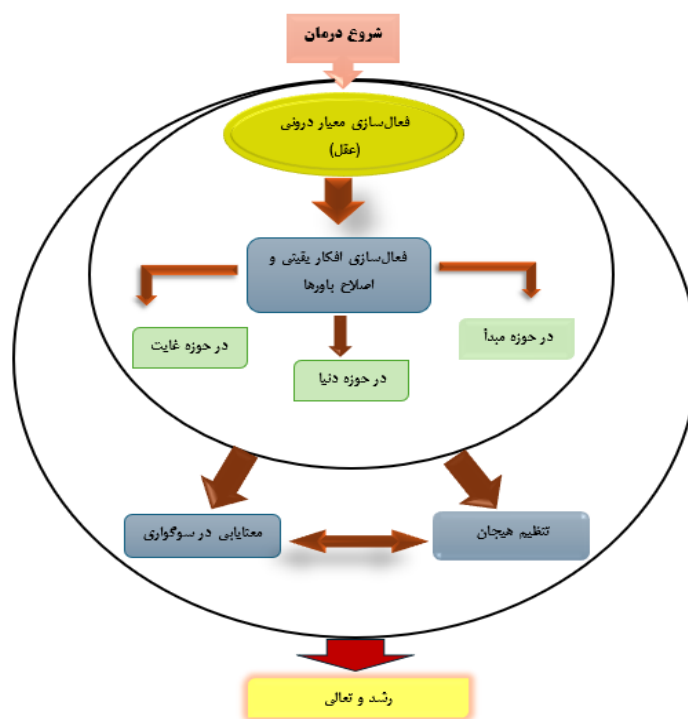 شروع درمان
فعال‌سازی معیار درونی
(عقل)
فعال‌سازی افکار یقینی و
اصلاح باورها
در حوزه مبدأ
در حوزه دنیا
در حوزه غایت
تنظیم هیجان
معنایابی در سوگواری
رشد و تعالی